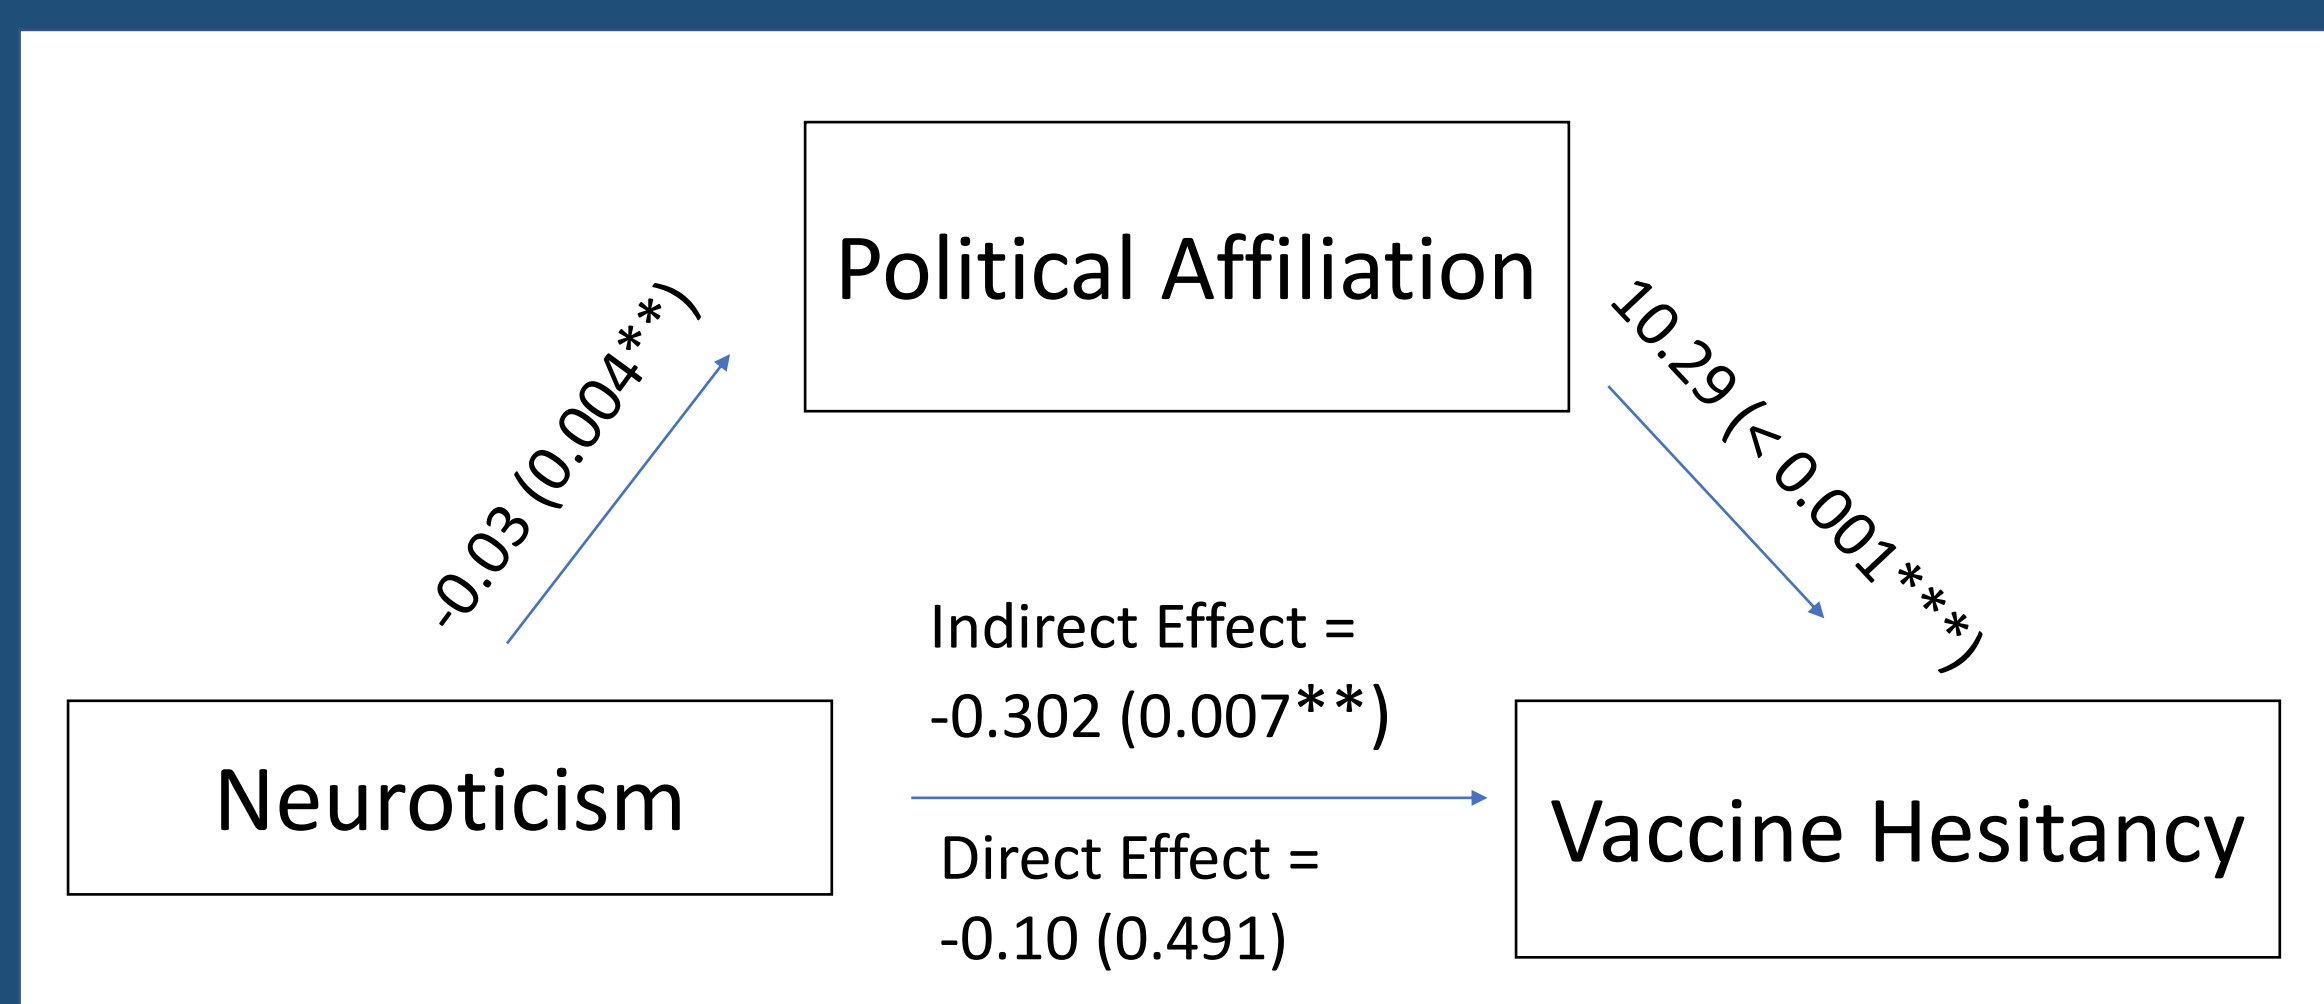 Political Affiliation
-0.03 (0.004**)
10.29 (< 0.001***)
Indirect Effect =
-0.302 (0.007**)
Neuroticism
Vaccine Hesitancy
Direct Effect =
-0.10 (0.491)